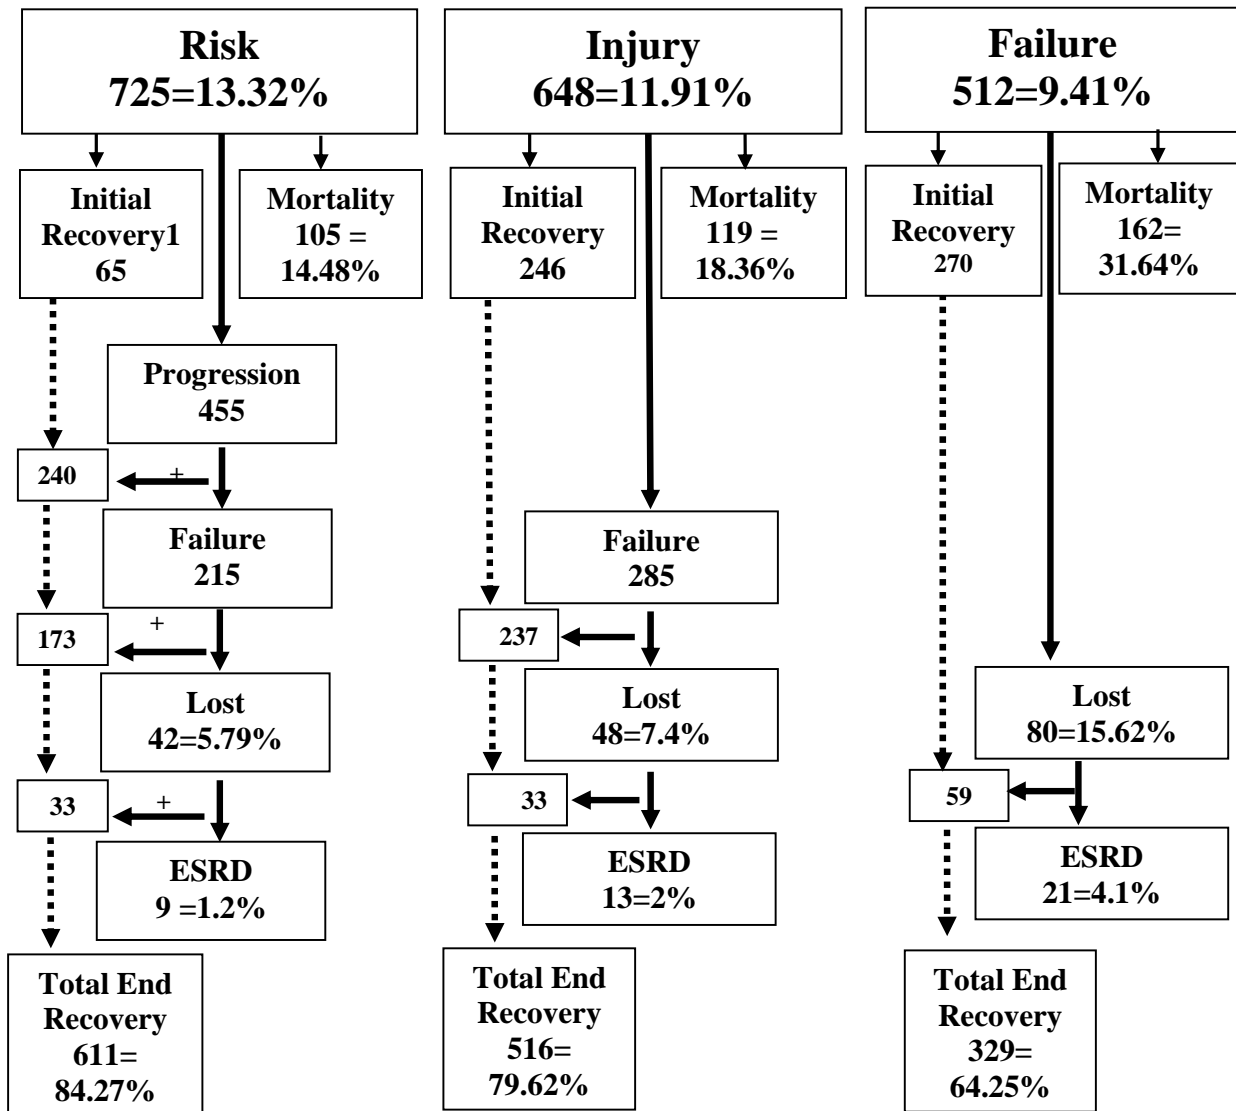 Risk
725=13.32%
Initial
Recovery1
65
Mortality
105 =
14.48%
Progression
455
240
+
Failure
215
173
+
Lost
42=5.79%
33
+
ESRD
9 =1.2%
Total End
Recovery
611=
84.27%
Injury
648=11.91%
Initial
Recovery
246
Mortality
119 =
18.36%
Failure
285
237
Lost
48=7.4%
33
ESRD
13=2%
Total End
Recovery
516=
79.62%
Failure
512=9.41%
Initial
Recovery
270
Mortality
162=
31.64%
Lost
80=15.62%
59
ESRD
21=4.1%
Total End
Recovery
329=
64.25%